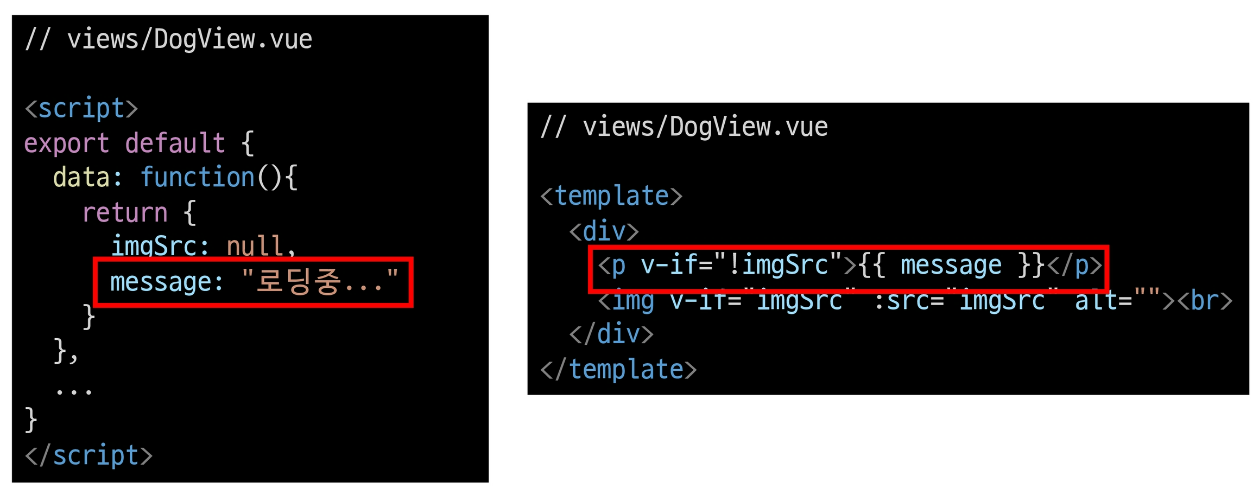 // views/DogView.vue
<script>
export default {
data: function(){
return {
imgSrc: null,
message: "로딩중..."
}
},
...
}
</script>
// views/DogView.vue
<template>
<div>
<p v-if="!imgSrc">{{ message }}</p>
<img v-if="imgSrc" :src="imgSrc" alt=""><br>
</div>
</template>